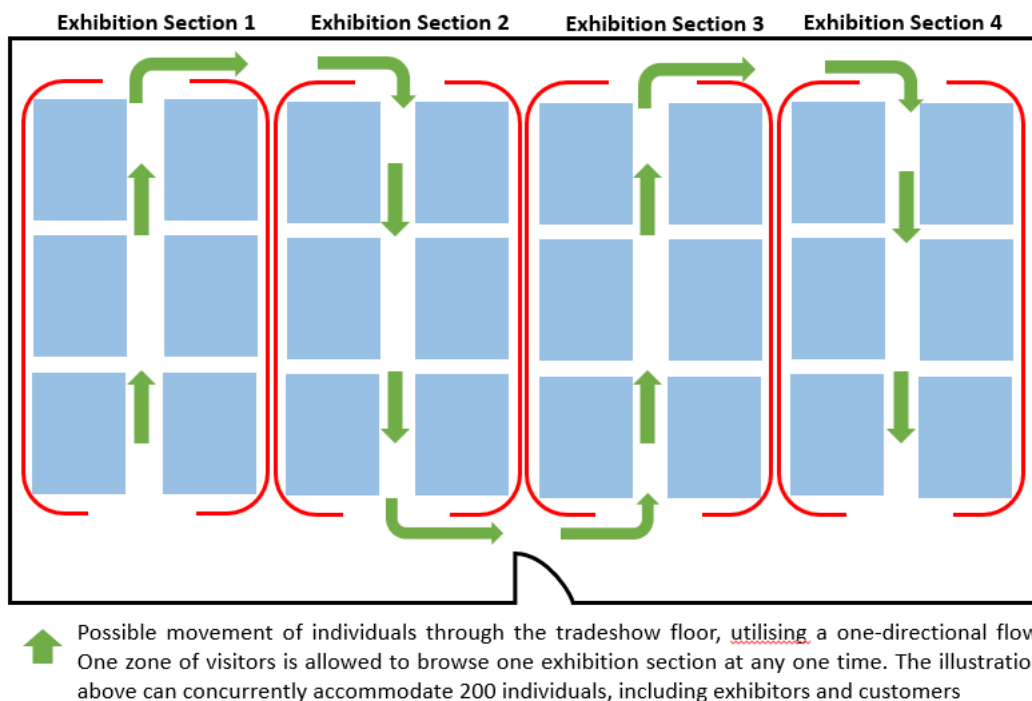 Exhibition Section 1 Exhibition Section 2 Exhibition Section 3 Exhibition Section 4
Possible movement of individuals through the tradeshow floor, utilising a one-directional flow
One zone of visitors is allowed to browse one exhibition section at any one time. The illustration
above can concurrently accommodate 200 individuals, including exhibitors and customers